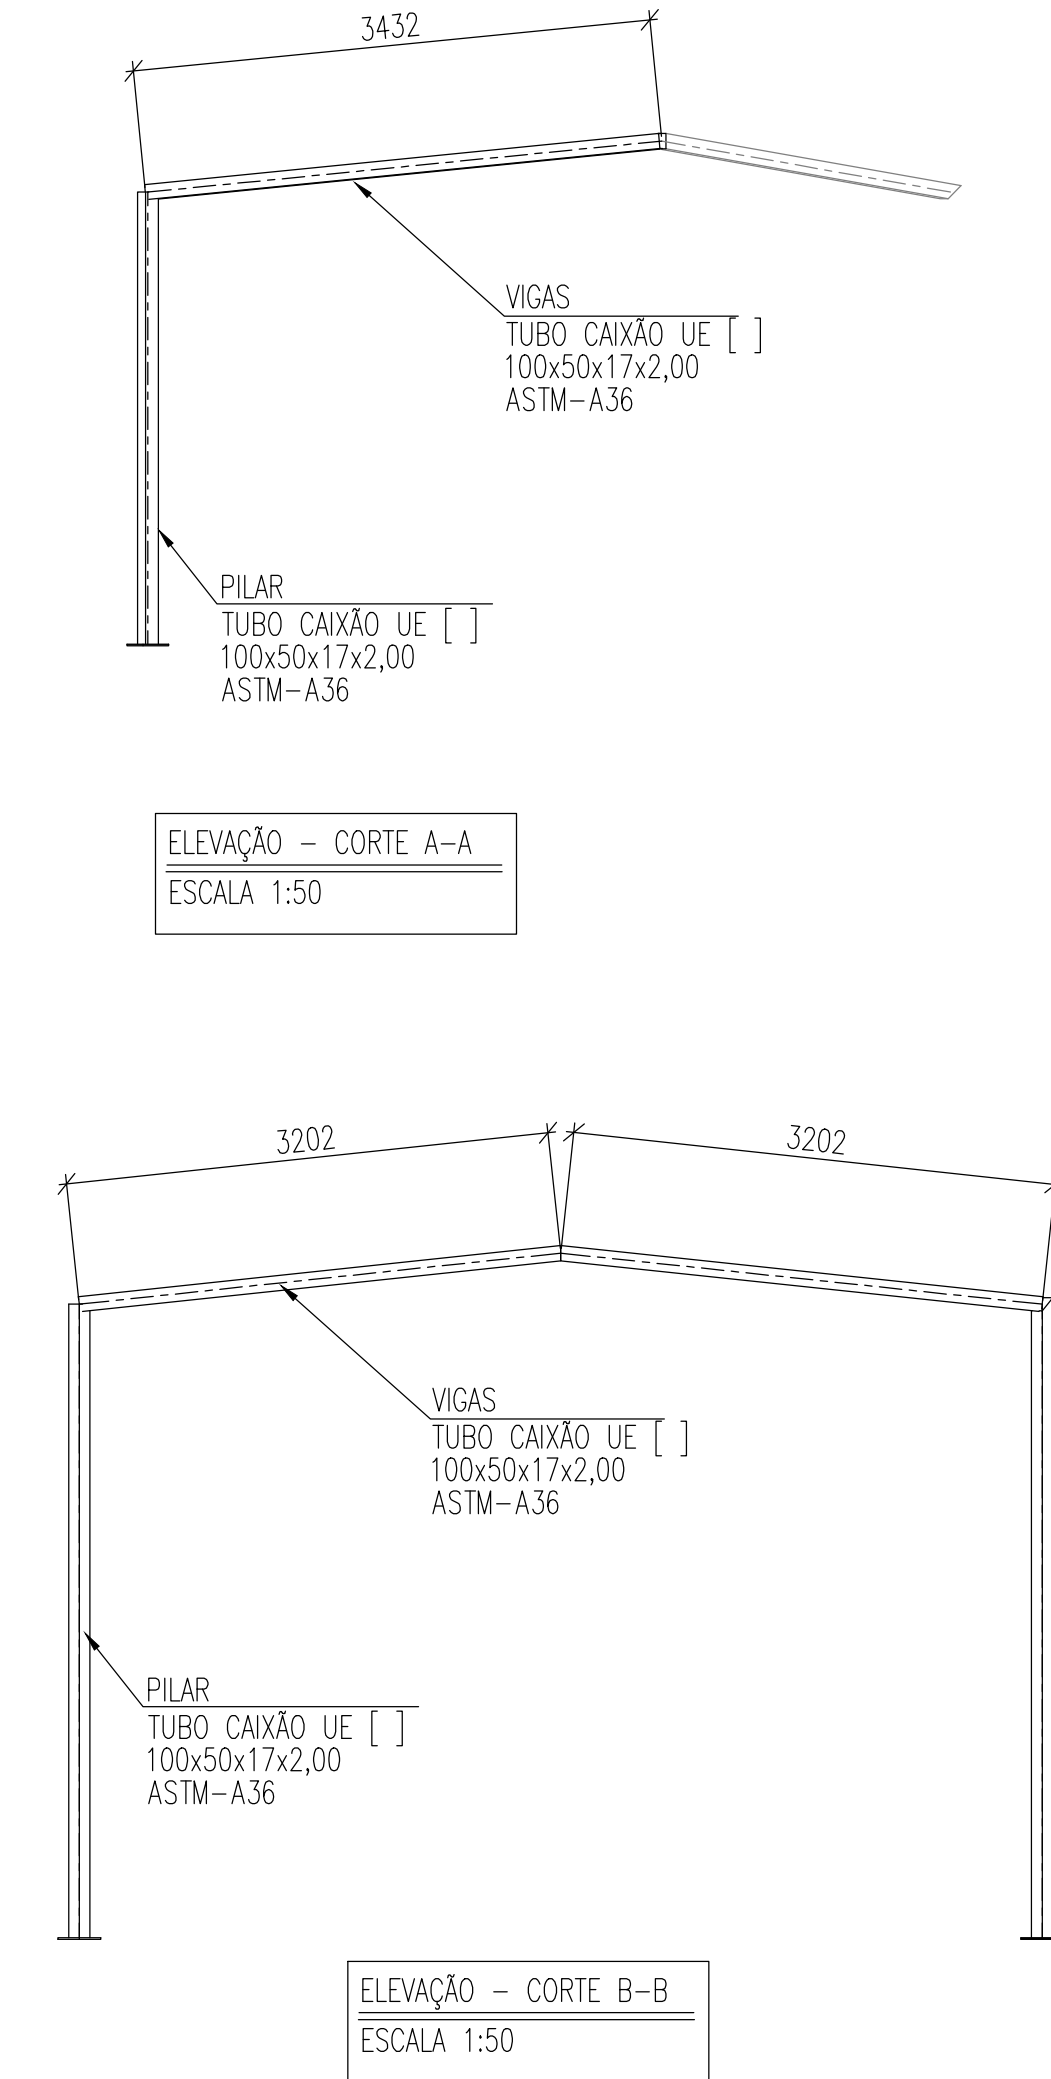 3432
VIGAS
TUBO CAIXÃO UE [ ]
100x50x17x2,00
ASTM-A36
PILAR
TUBO CAIXÃO UE [ ]
100x50x17x2,00
ASTM-A36
ELEVAÇÃO - CORTE A-A
ESCALA 1:50
3202
3202
VIGAS
TUBO CAIXÃO UE [ ]
100x50x17x2,00
ASTM-A36
PILAR
TUBO CAIXÃO UE [ ]
100x50x17x2,00
ASTM-A36
ELEVAÇÃO - CORTE B-B
ESCALA 1:50